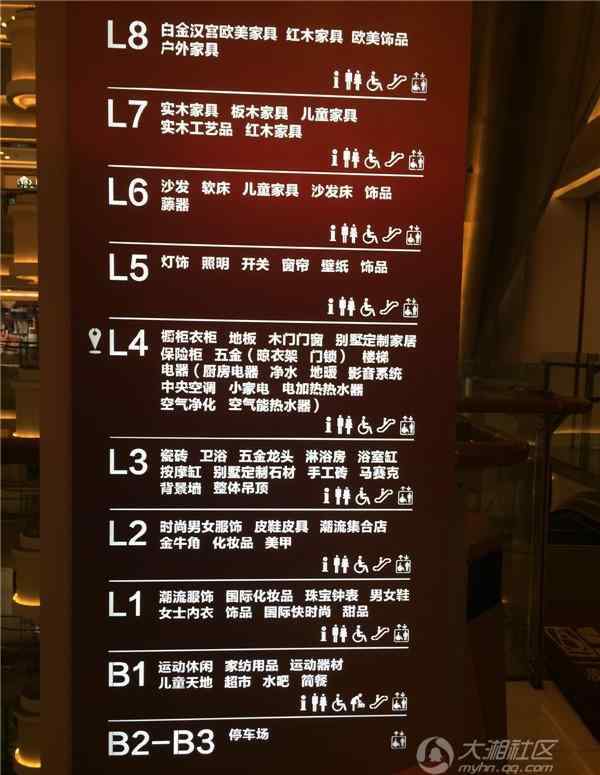 L8 白金汉宫欧美家具 红木家具 欧美饰品
户外家具
L7 实木家具 板木家具 儿童家具
实木工艺品 红木家具
L6 沙发 软床 儿童家具 沙发床 饰品
藤器
L5 灯饰 照明 开关 窗帘 壁纸 饰品
L4 橱柜衣柜 地板 木门门窗 别墅定制家居
保险柜 五金（晾衣架 门锁） 楼梯
电器（厨房电器 净水 地暖 影音系统
中央空调 小家电 电加热热水器
空气净化 空气能热水器）
L3 瓷砖 卫浴 五金龙头 淋浴房 浴室缸
按摩缸 别墅定制石材 手工砖 马赛克
背景墙 整体吊顶
L2 时尚男女服饰 皮鞋皮具 潮流集合店
金牛角 化妆品 美甲
L1 潮流服饰 国际化妆品 珠宝钟表 男女鞋
女士内衣 饰品 国际快时尚 甜品
B1 运动休闲 家纺用品 运动器材
儿童天地 超市 水吧 简餐
B2-B3 停车场
大湘社区
myhn.qq.com